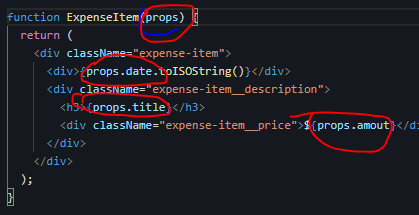 function ExpenseItem(props) {
return (
<div className="expense-item">
<div>{props.date.toISOString()}</div>
<div className="expense-item__description">
<h3>{props.title}</h3>
<div className="expense-item__price">${props.amout}</di
</div>
</div>
);
}